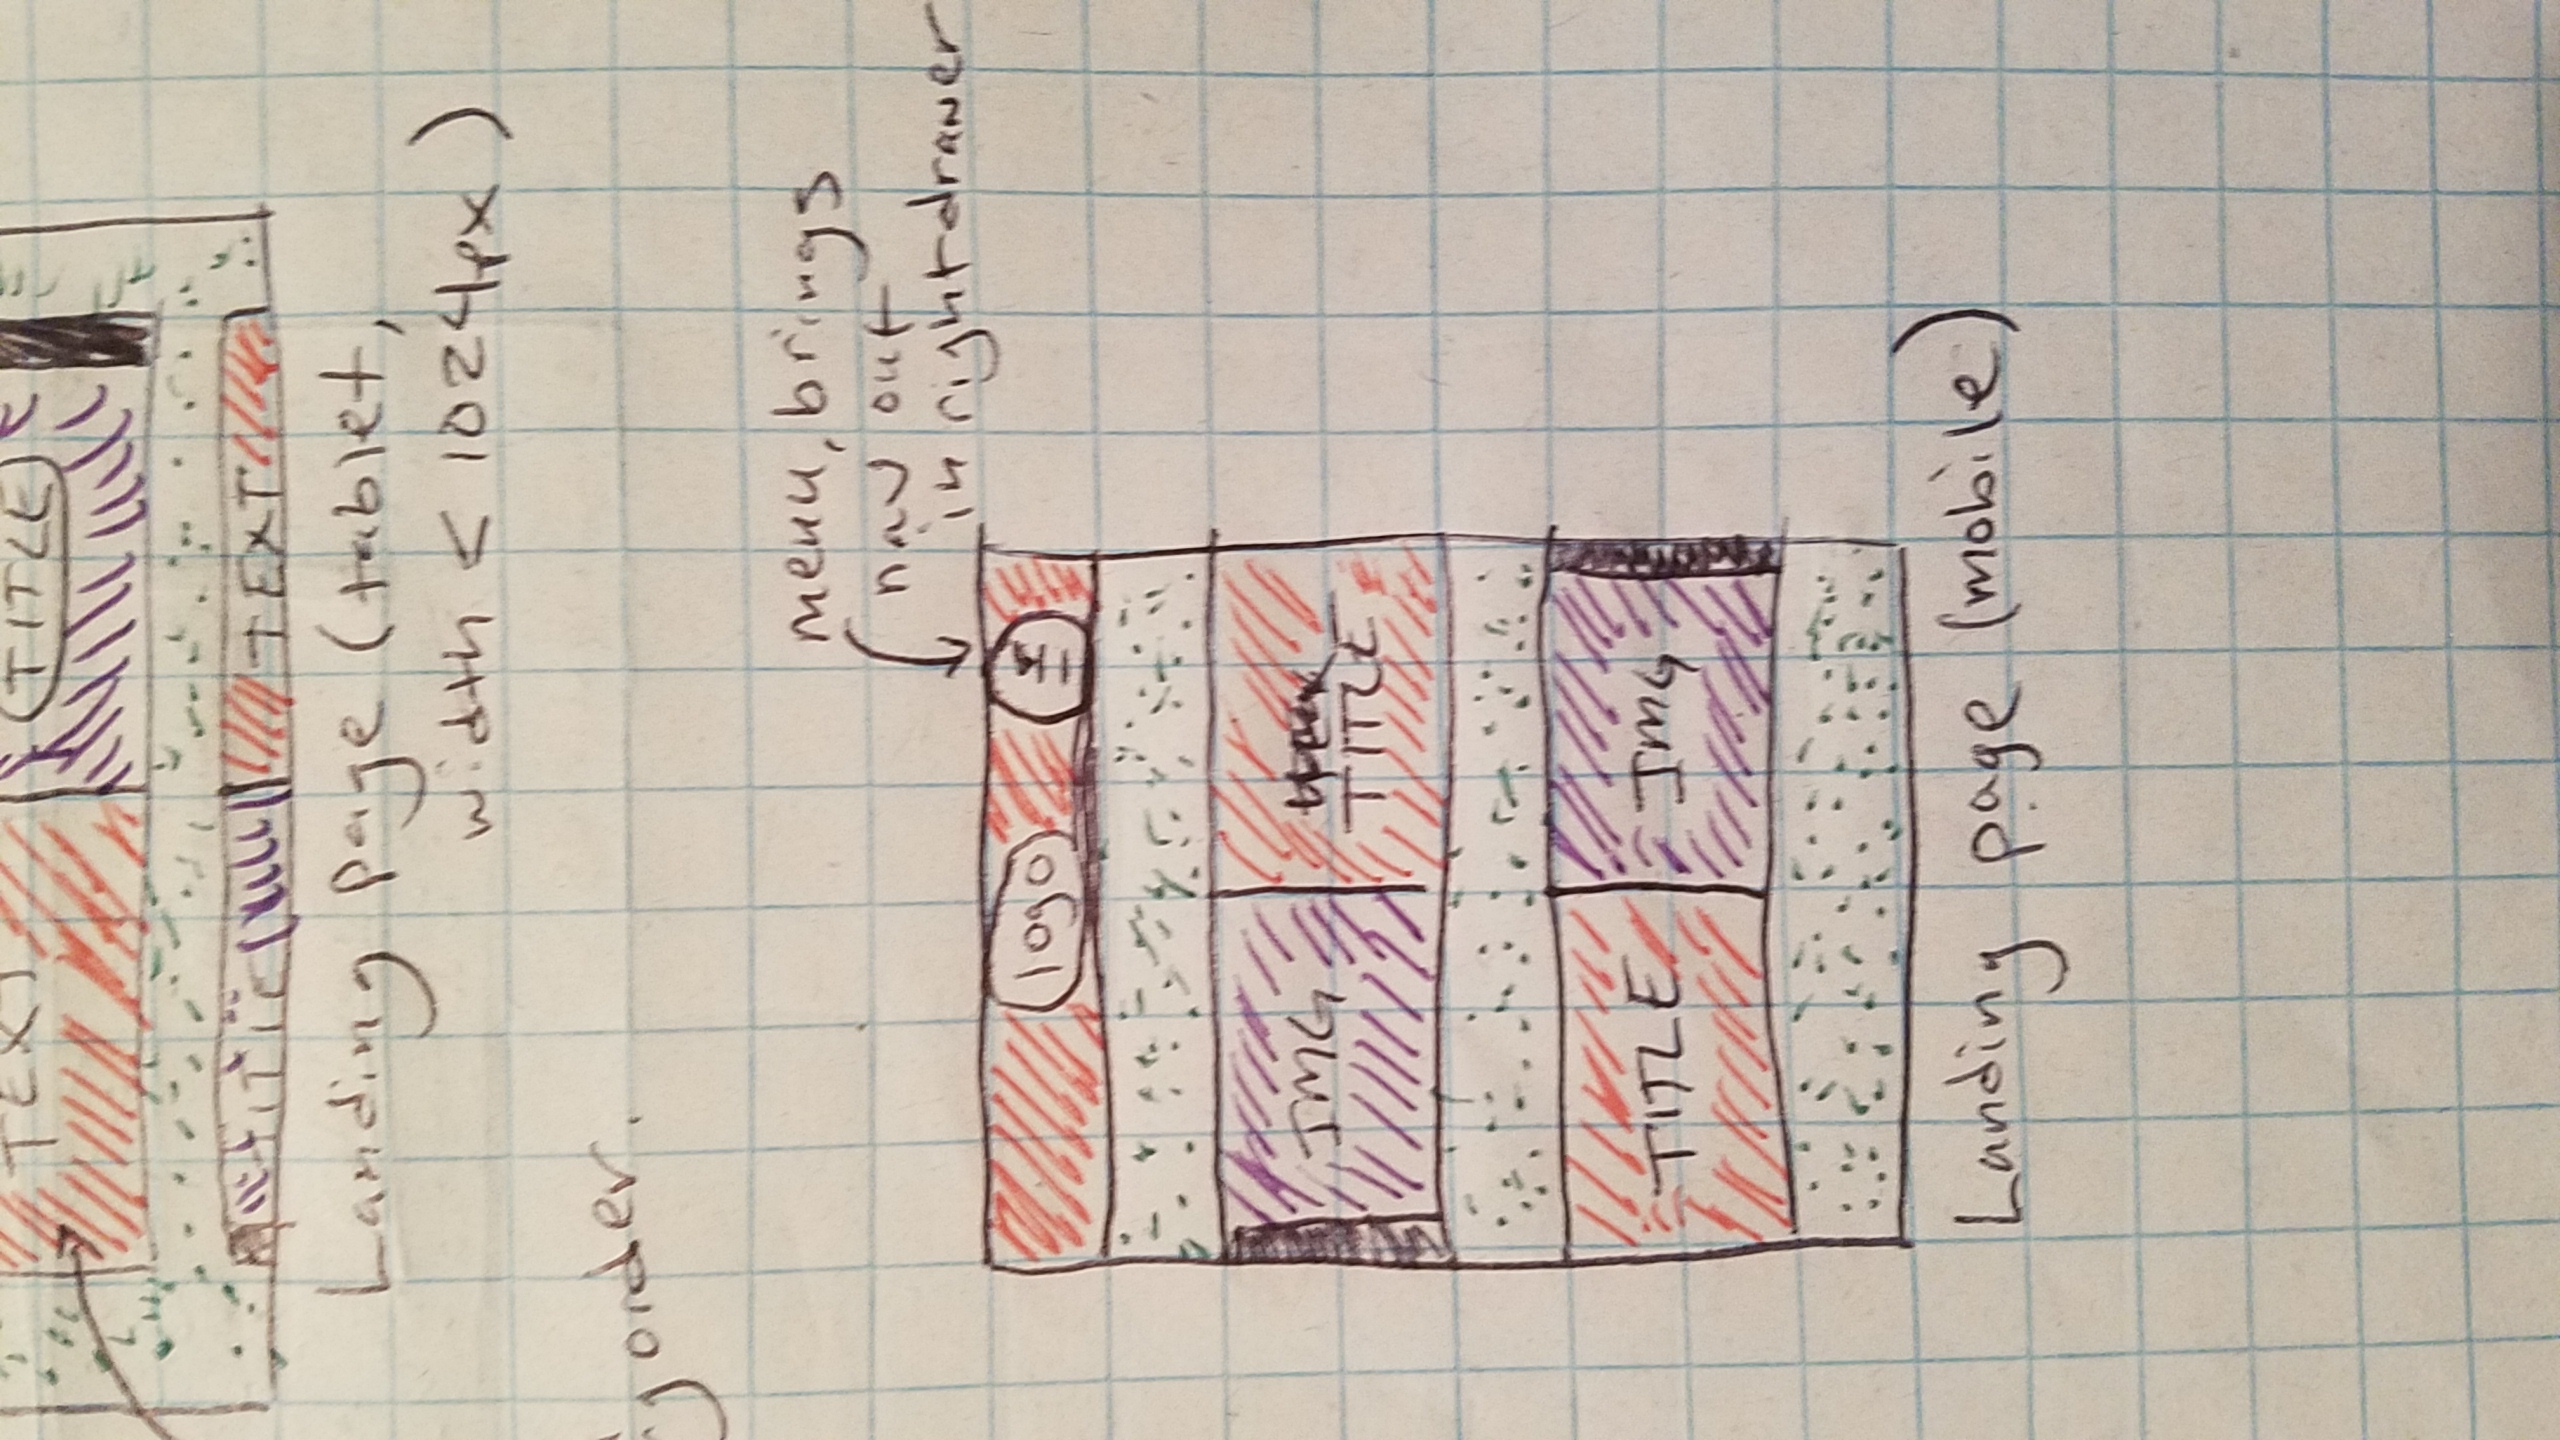 TEXT
TITLE
TITLE
TEXT
Landing page (tablet,
width < 1024px)
order.
menu, brings
nav out
in right drawer
logo
IMG
TITLE
TITLE
IMG
Landing page (mobile)